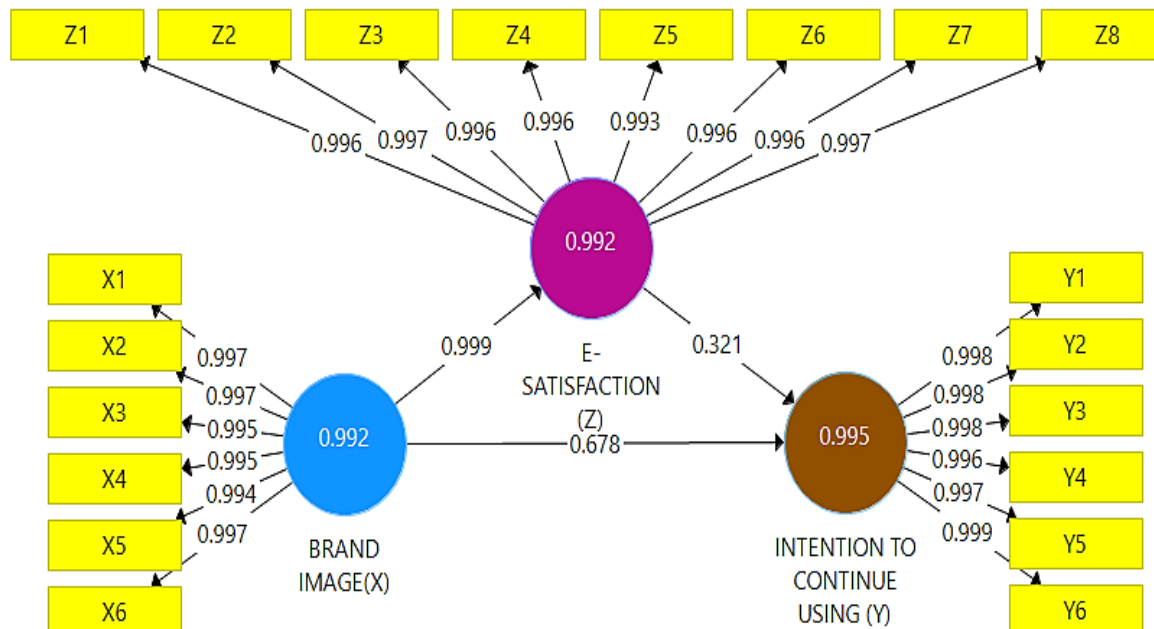 Z1 Z2 Z3 Z4 Z5 Z6 Z7 Z8
0.996 0.997 0.996 0.996 0.993 0.996 0.996 0.997
0.992
E-
SATISFACTION
(Z)
0.999
0.321
0.678
X1
X2
X3
X4
X5
X6
0.997
0.997
0.995
0.995
0.994
0.997
0.992
BRAND
IMAGE(X)
0.995
INTENTION TO
CONTINUE
USING (Y)
0.998
0.998
0.998
0.996
0.997
0.999
Y1
Y2
Y3
Y4
Y5
Y6